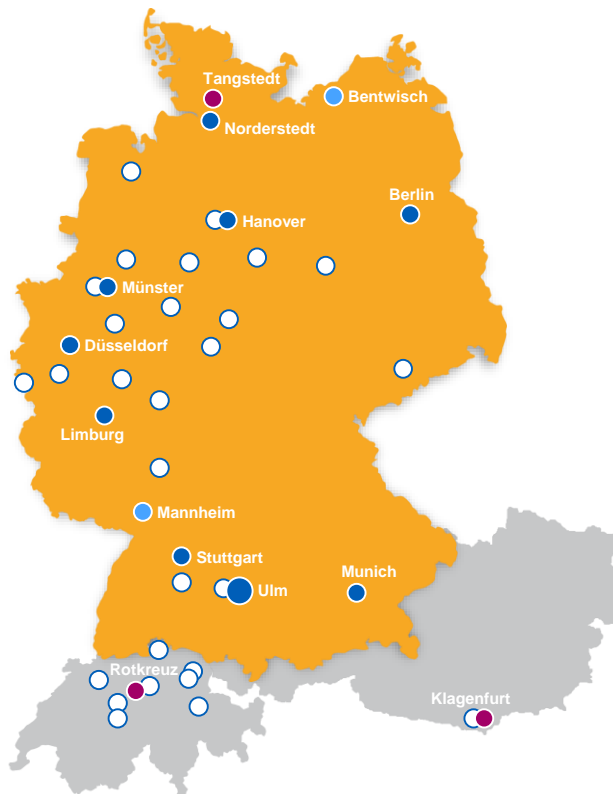 Tangstedt
Bentwisch
Norderstedt
Berlin
Hanover
Münster
Düsseldorf
Limburg
Mannheim
Stuttgart
Munich
Ulm
Rotkreuz
Klagenfurt